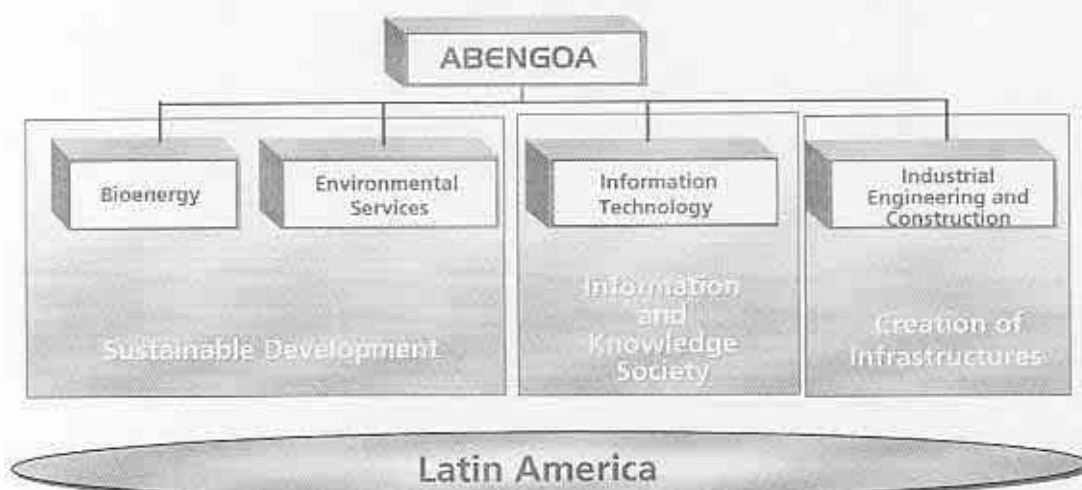 ABENGOA
Bioenergy
Environmental
Services
Information
Technology
Industrial
Engineering and
Construction
Sustainable Development
Information
and
Knowledge
Society
Creation of
Infrastructures
Latin America